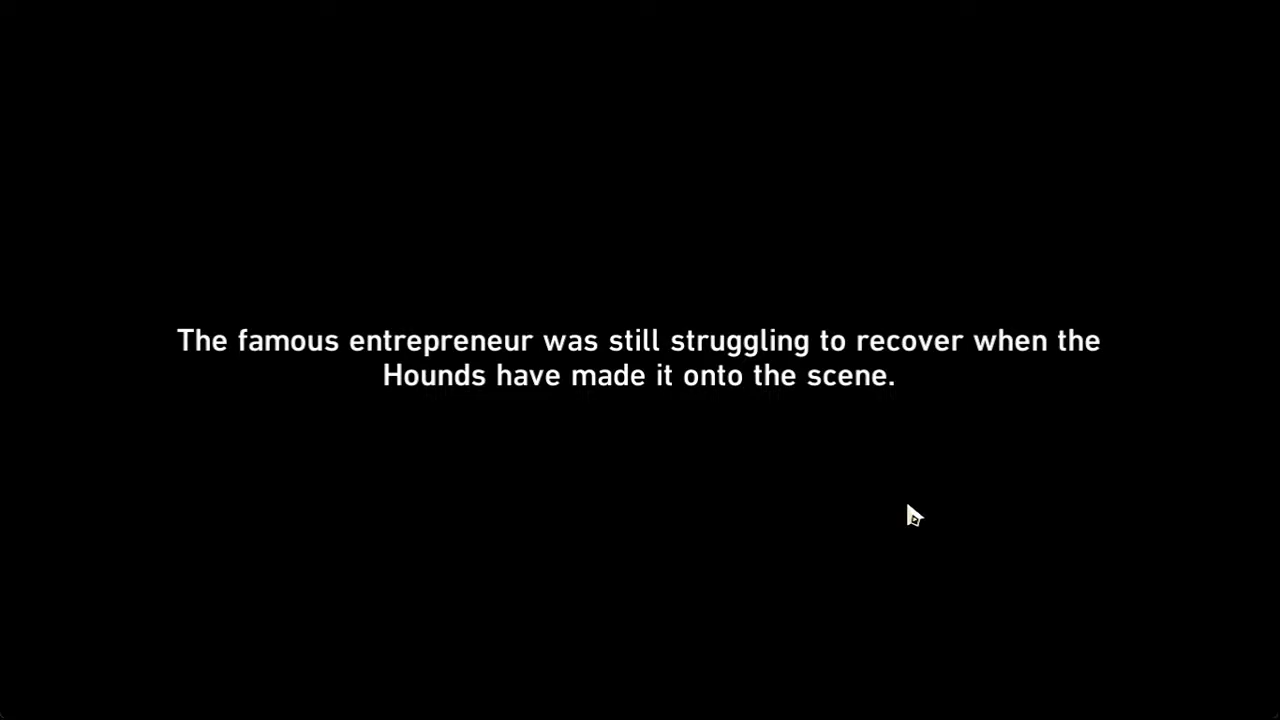 The famous entrepreneur was still struggling to recover when the
Hounds have made it onto the scene.